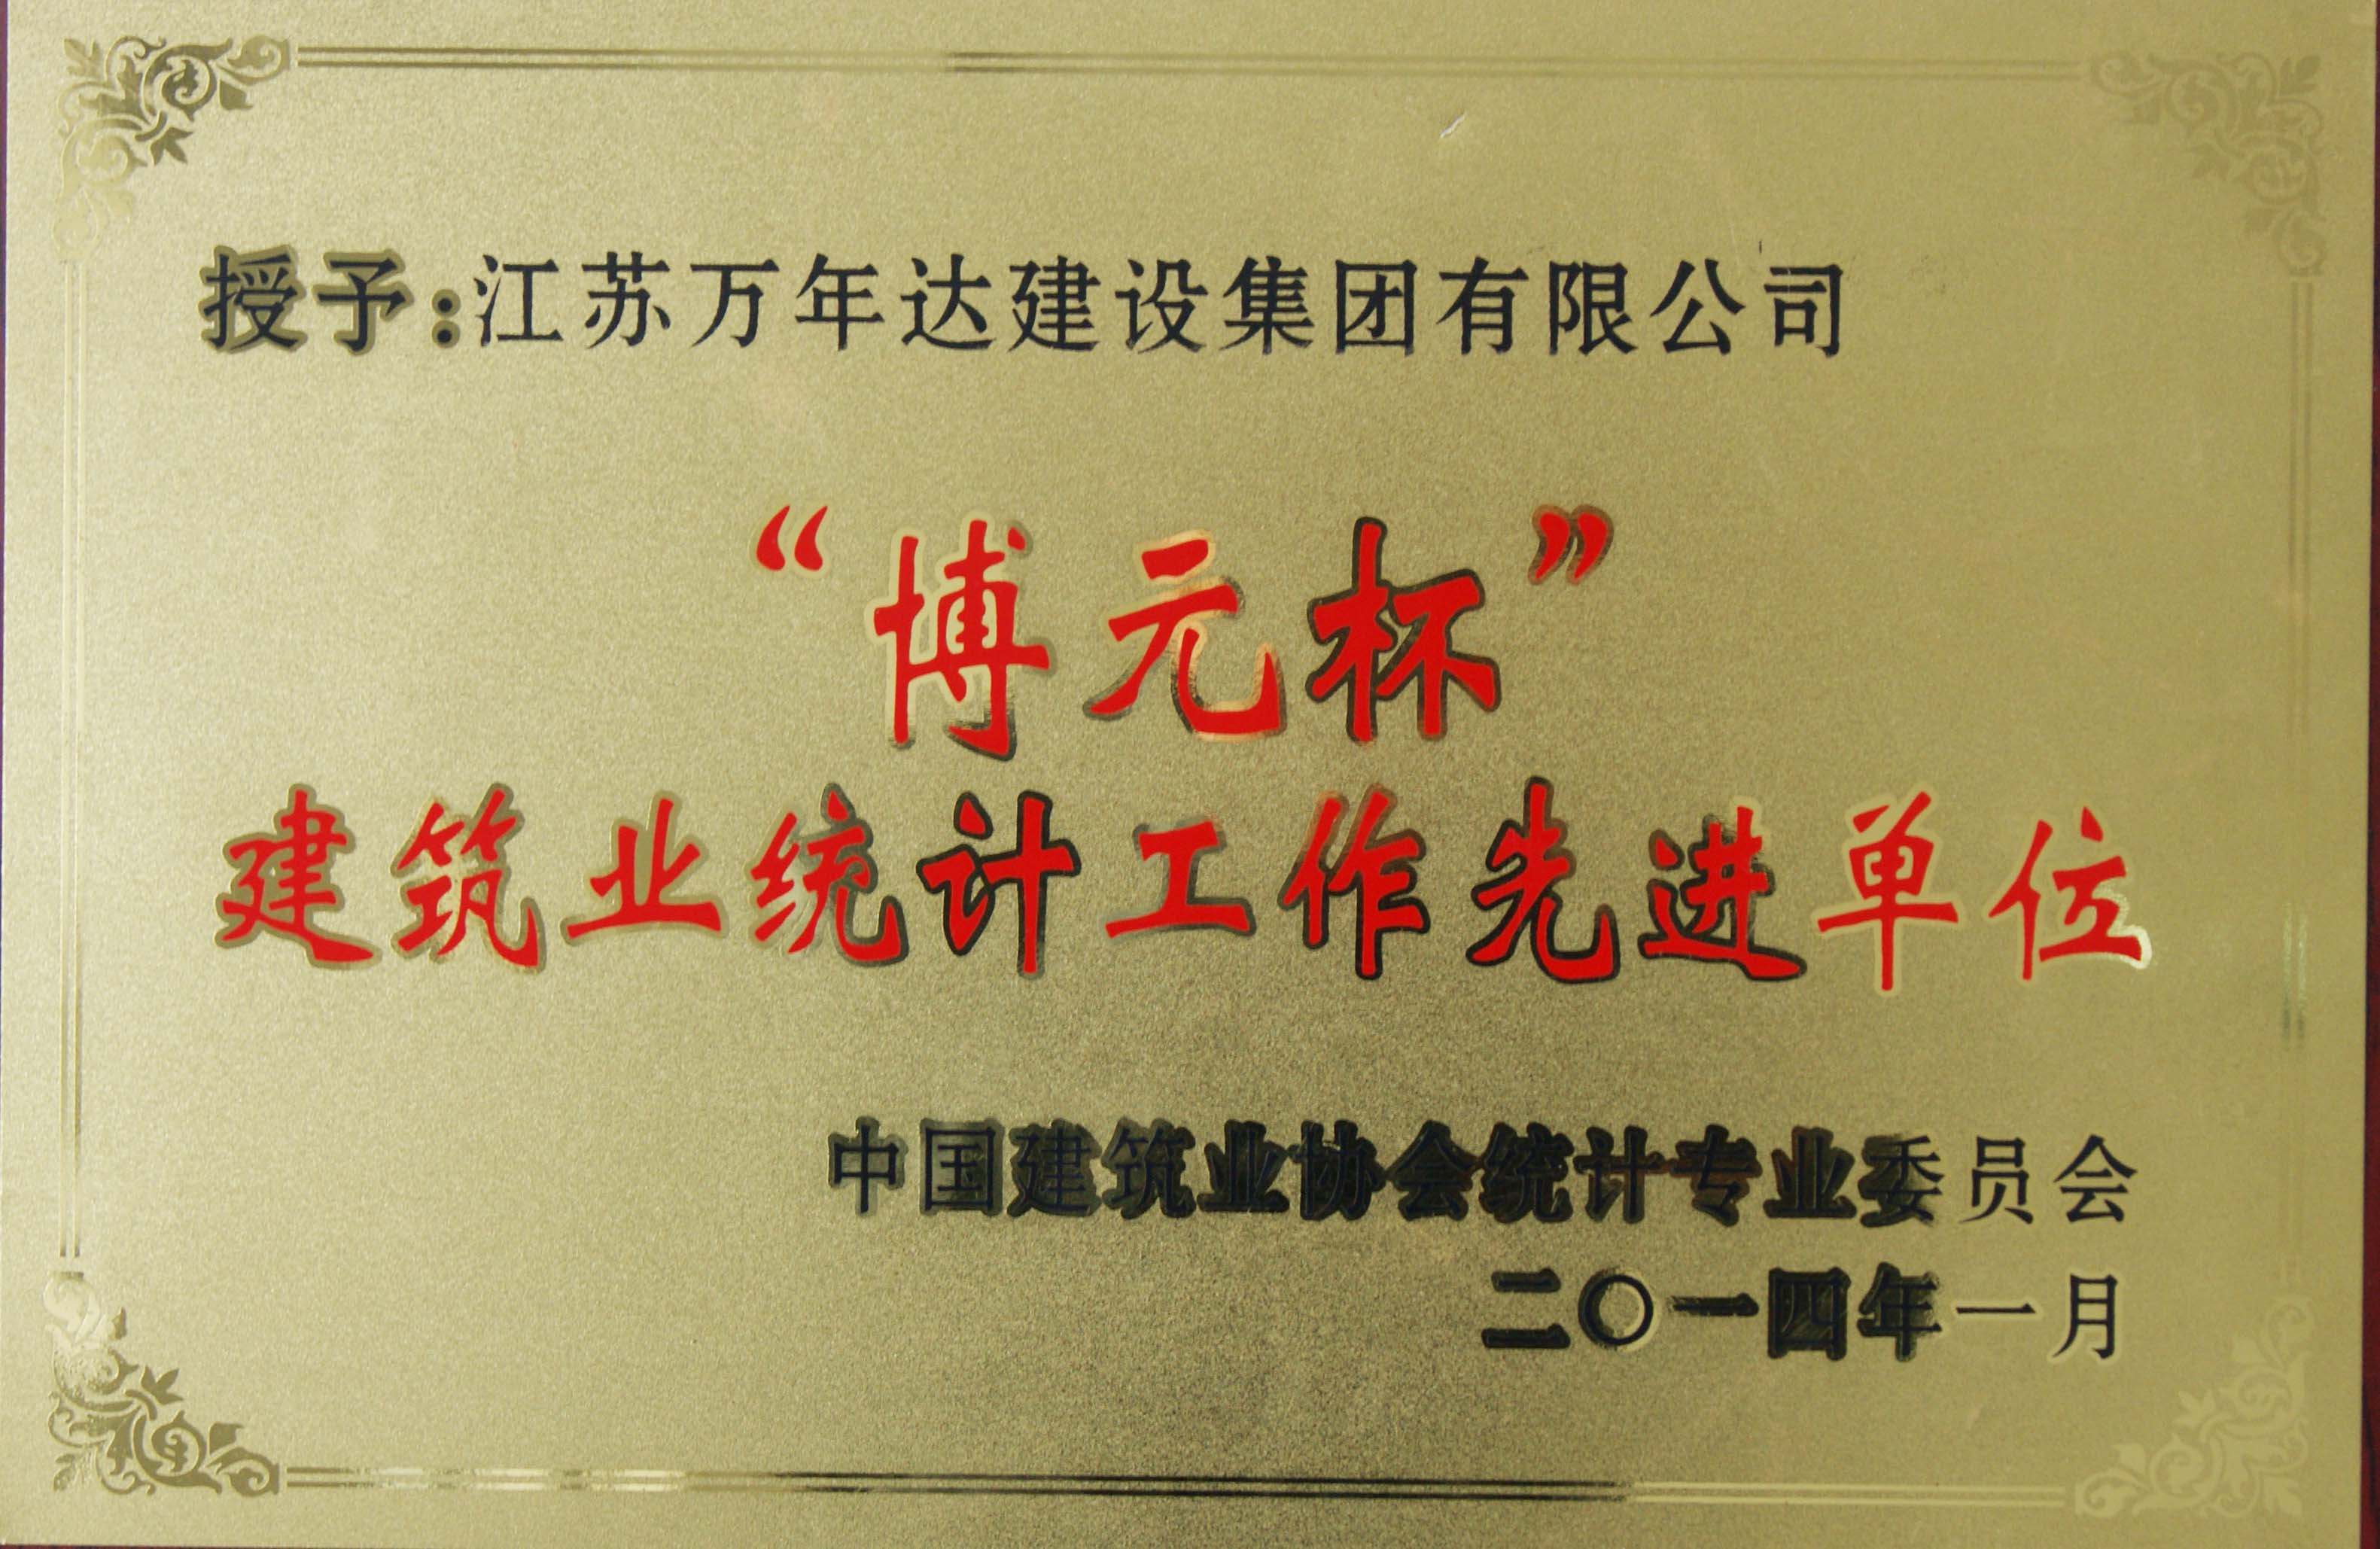 授予:江苏万年达建设集团有限公司
“博元杯”
建筑业统计工作先进单位
中国建筑业协会统计专业委员会
二〇一四年一月